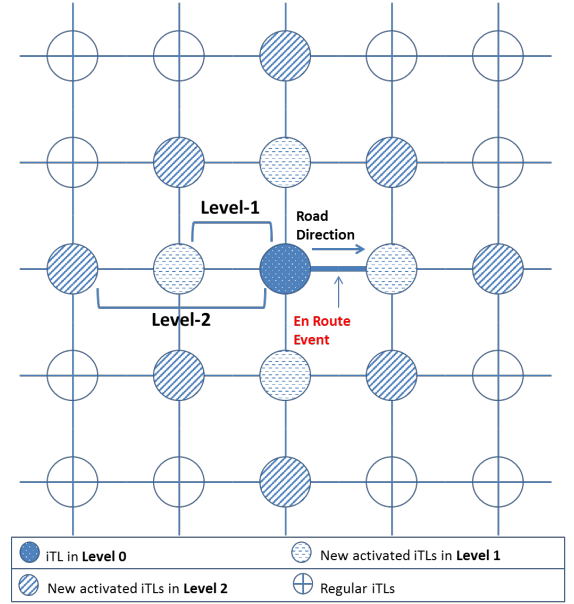 Level-1
Road
Direction
Level-2
En Route
Event
iTL in Level 0
New activated iTLs in Level 1
New activated iTLs in Level 2
Regular iTLs